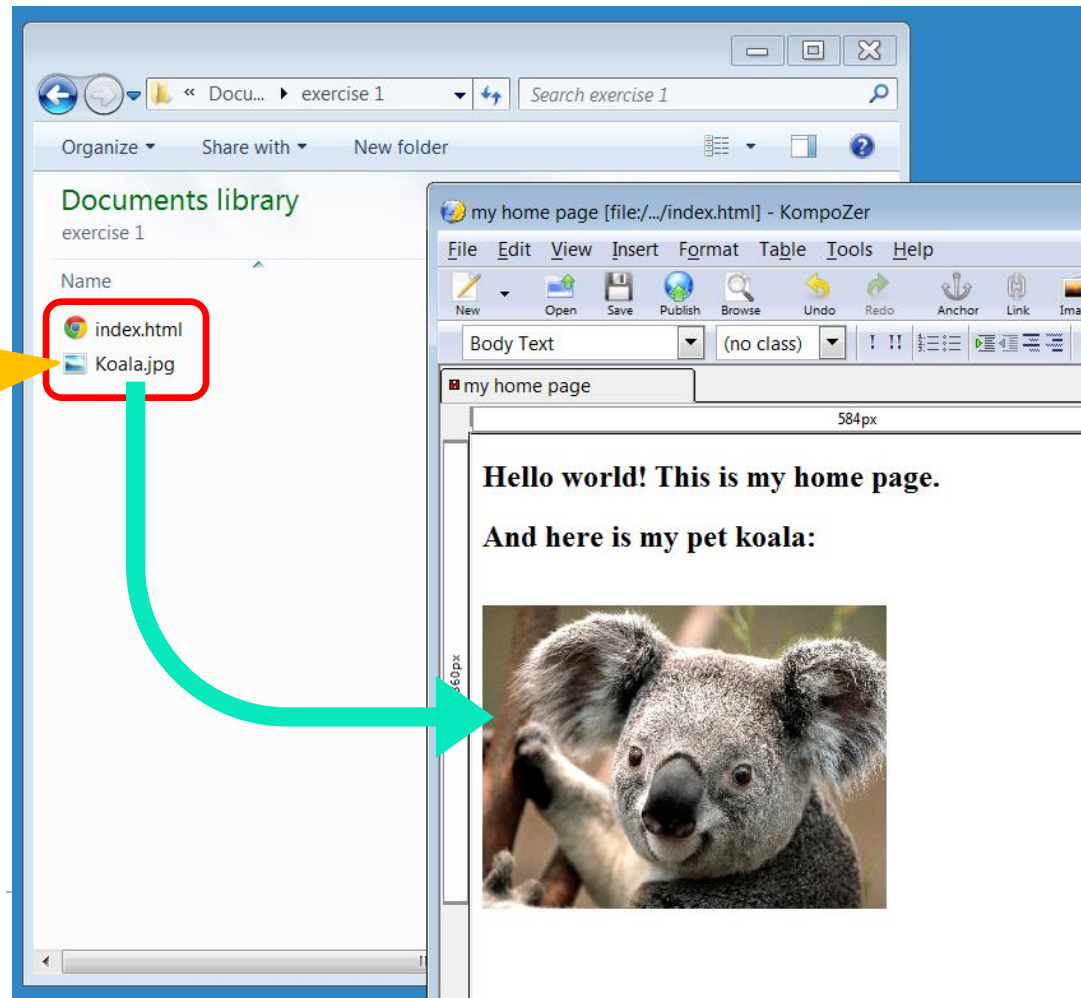 « Docu... ▸ exercise 1
Search exercise 1
Organize
Share with
New folder
Documents library
exercise 1
Name
index.html
Koala.jpg
my home page [file:/.../index.html] - KompoZer
File Edit View Insert Format Table Tools Help
New Open Save Publish Browse Undo Redo Anchor Link Ima
Body Text
(no class)
! !!
my home page
584px
Hello world! This is my home page.
And here is my pet koala: